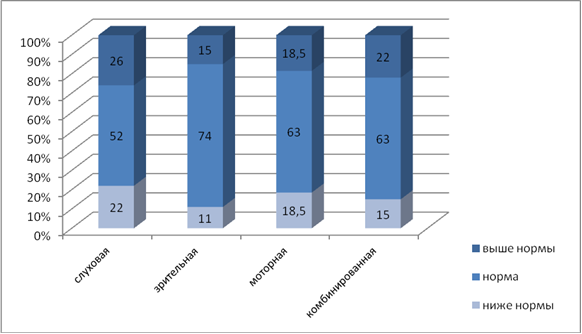 100%
90%
80%
70%
60%
50%
40%
30%
20%
10%
0%
26 15 18,5 22
52 74 63 63
22 11 18,5 15
слуховая
зрительная
моторная
комбинированная
выше нормы
норма
ниже нормы